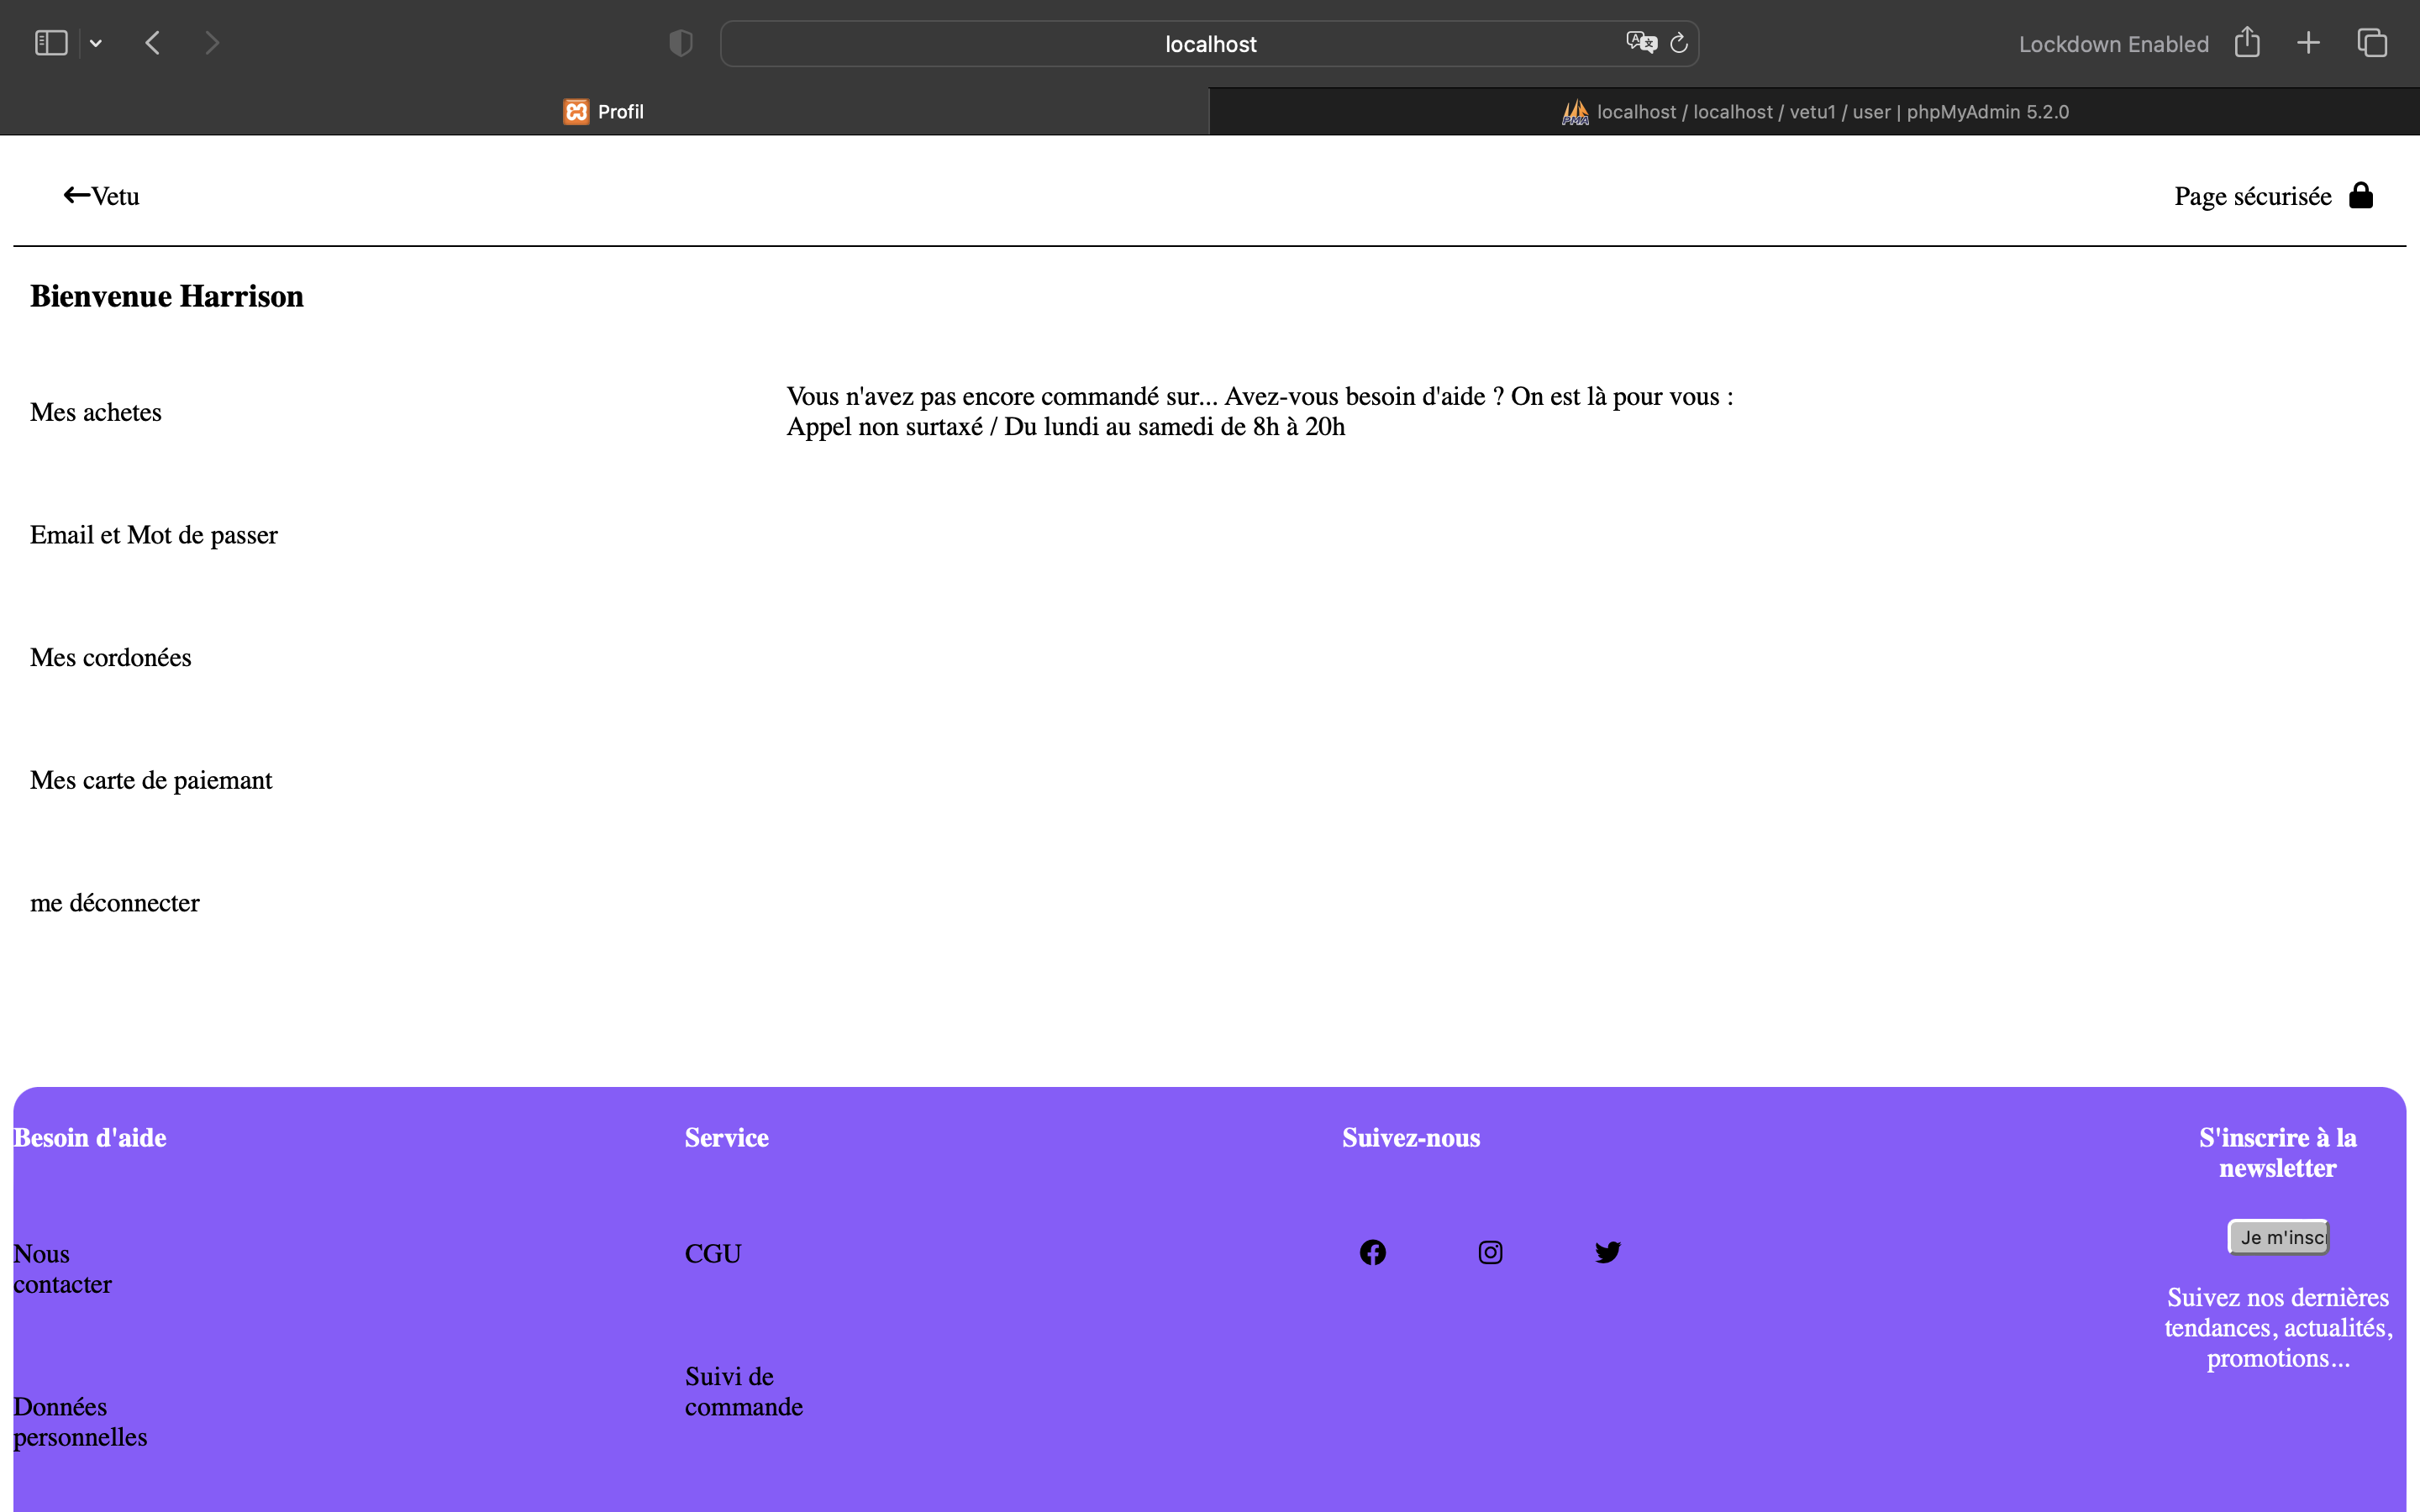 localhost
Lockdown Enabled
Profil
localhost / localhost / vetu1 / user | phpMyAdmin 5.2.0
Vetu
Page sécurisée
Bienvenue Harrison
Mes achetes
Vous n'avez pas encore commandé sur... Avez-vous besoin d'aide ? On est là pour vous :
Appel non surtaxé / Du lundi au samedi de 8h à 20h
Email et Mot de passer
Mes cordonées
Mes carte de paiemant
me déconnecter
Besoin d'aide
Nous
contacter
Données
personnelles
Service
CGU
Suivi de
commande
Suivez-nous
S'inscrire à la
newsletter
Je m'inscr
Suivez nos dernières
tendances, actualités,
promotions...